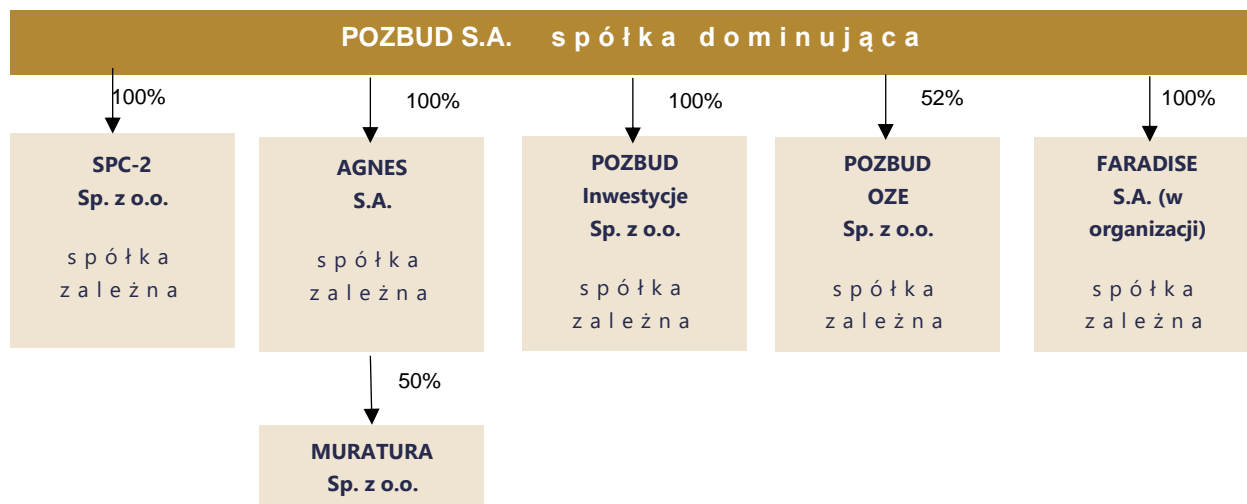 POZBUD S.A. spółka dominująca
100%
100%
100%
52%
100%
SPC-2
Sp. z o.o.
spółka
zależna
AGNES
S.A.
spółka
zależna
POZBUD
Inwestycje
Sp. z o.o.
spółka
zależna
POZBUD
OZE
Sp. z o.o.
spółka
zależna
FARADISE
S.A. (w
organizacji)
spółka
zależna
50%
MURATURA
Sp. z o.o.